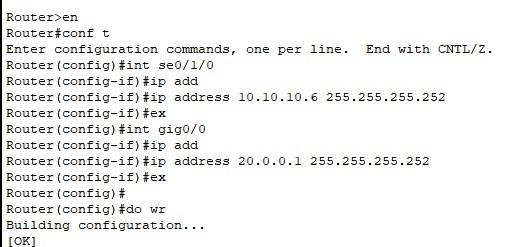 Router>en
Router#conf t
Enter configuration commands, one per line.  End with CNTL/Z.
Router(config)#int se0/1/0
Router(config-if)#ip add
Router(config-if)#ip address 10.10.10.6 255.255.255.252
Router(config-if)#ex
Router(config)#int gig0/0
Router(config-if)#ip add
Router(config-if)#ip address 20.0.0.1 255.255.255.252
Router(config-if)#ex
Router(config)#
Router(config)#do wr
Building configuration...
[OK]